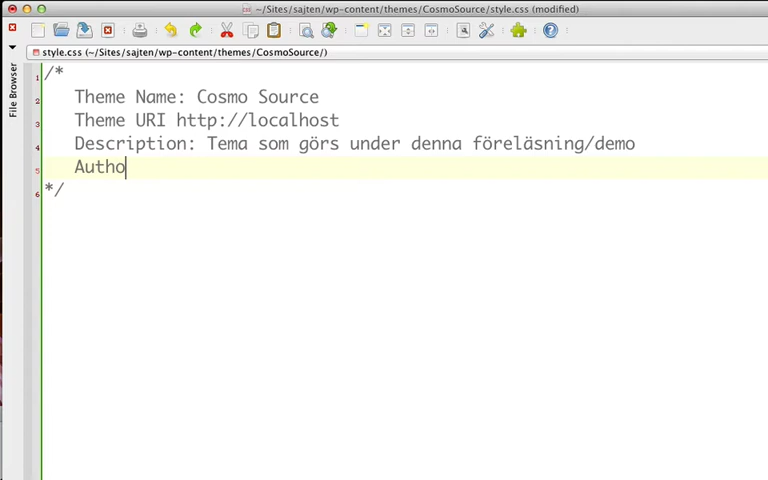 ~/Sites/sajten/wp-content/themes/CosmoSource/style.css (modified)
style.css (~/Sites/sajten/wp-content/themes/CosmoSource/)
File Browser
1 /*
2 Theme Name: Cosmo Source
3 Theme URI http://localhost
4 Description: Tema som görs under denna föreläsning/demo
5 Autho
6 */